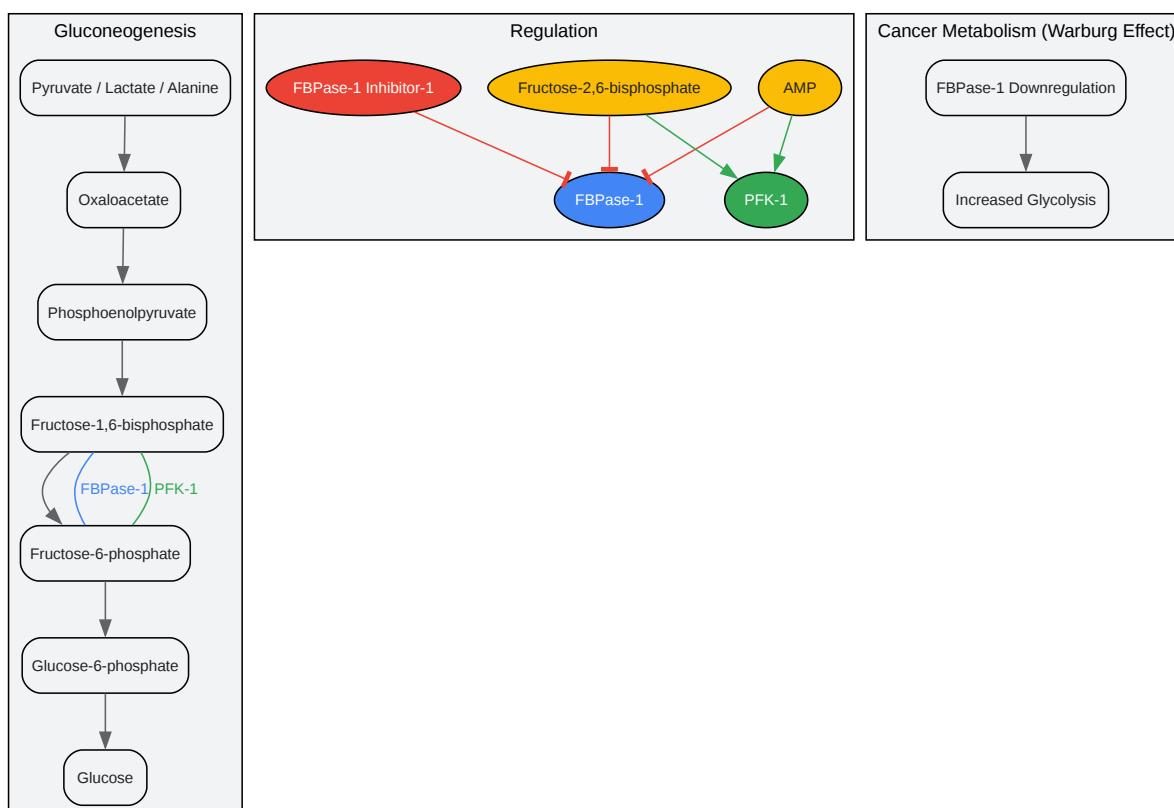 Gluconeogenesis
Pyruvate / Lactate / Alanine
Oxaloacetate
Phosphoenolpyruvate
Fructose-1,6-bisphosphate
FBPase-1
PFK-1
Fructose-6-phosphate
Glucose-6-phosphate
Glucose
Regulation
FBPase-1 Inhibitor-1
Fructose-2,6-bisphosphate
AMP
FBPase-1
PFK-1
Cancer Metabolism (Warburg Effect)
FBPase-1 Downregulation
Increased Glycolysis